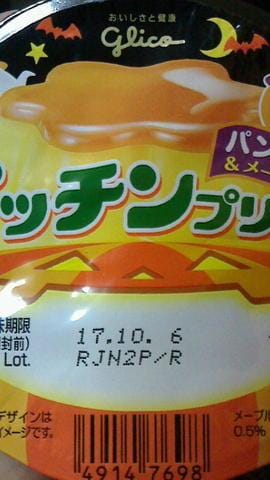 おいしさと健康
glico
パン
&メー
ッチンプリ
味期限
封前)
Lot.
17.10. 6
RJN2P/R
デザインは
イメージです。
メープル
0.5%
4914 7698